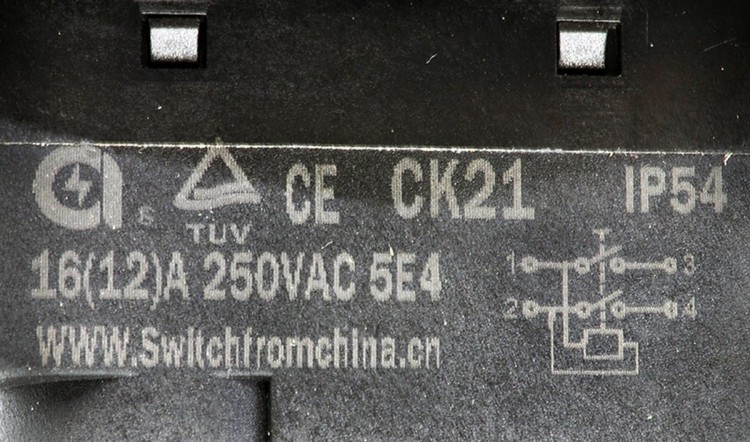 TUV
CE CK21 IP54
16(12)A 250VAC 5E4
WWW.Switchfromchina.cn
1 3
2 4